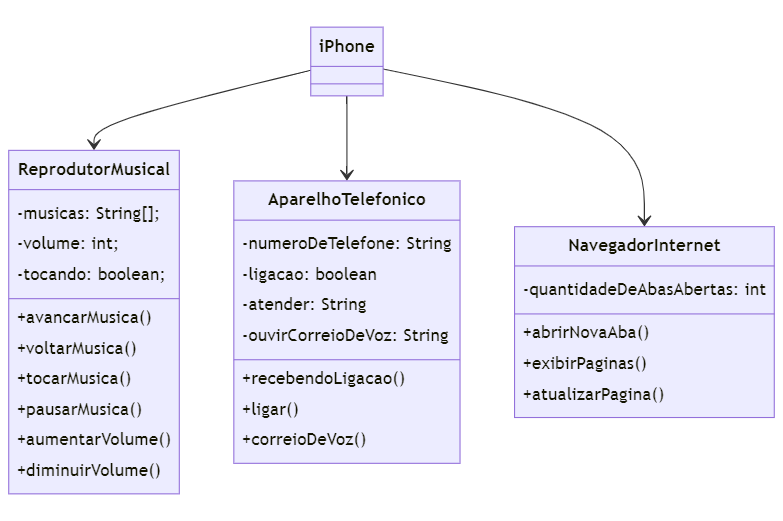 iPhone
ReprodutorMusical
-musicas: String[];
-volume: int;
-tocando: boolean;
+avancarMusica()
+voltarMusica()
+tocarMusica()
+pausarMusica()
+aumentarVolume()
+diminuirVolume()
AparelhoTelefonico
-numeroDeTelefone: String
-ligacao: boolean
-atender: String
-ouvirCorreioDeVoz: String
+recebendoLigacao()
+ligar()
+correioDeVoz()
NavegadorInternet
-quantidadeDeAbasAbertas: int
+abrirNovaAba()
+exibirPaginas()
+atualizarPagina()